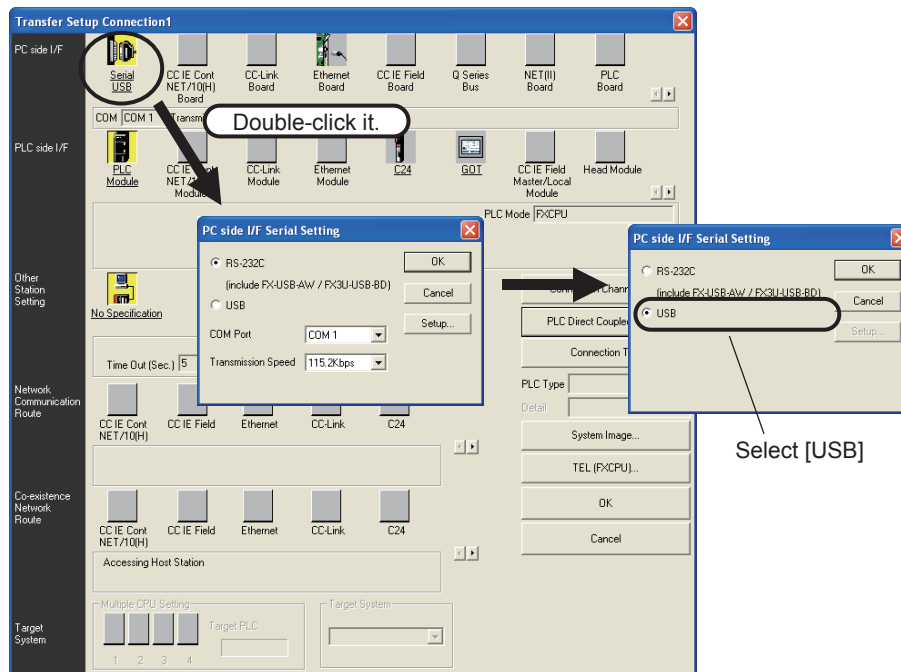 Transfer Setup Connection1
PC side I/F
Serial
USB
CC IE Cont
NET/10(H)
Board
CC-Link
Board
Ethernet
Board
CC IE Field
Board
Q Series
Bus
NET(II)
Board
PLC
Board
COM COM 1 Transm
Double-click it.
PLC side I/F
PLC
Module
CC IE Cont
NET/
Module
CC-Link
Module
Ethernet
Module
C24
GOT
CC IE Field
Master/Local
Module
Head Module
PLC Mode FXCPU
PC side I/F Serial Setting
RS-232C
(include FX-USB-AW / FX3U-USB-BD)
USB
COM Port COM 1
Transmission Speed 115.2Kbps
OK
Cancel
Setup...
PC side I/F Serial Setting
RS-232C
(include FX-USB-AW / FX3U-USB-BD)
USB
OK
Cancel
Setup...
Select [USB]
Other
Station
Setting
No Specification
Time Out (Sec.) 5
Connection Chann
PLC Direct Couple
Connection T
PLC Type
Detail
System Image...
TEL (FXCPU)...
OK
Cancel
Network
Communication
Route
CC IE Cont
NET/10(H)
CC IE Field
Ethernet
CC-Link
C24
Co-existence
Network
Route
CC IE Cont
NET/10(H)
CC IE Field
Ethernet
CC-Link
C24
Accessing Host Station
Target
System
Multiple CPU Setting
1 2 3 4
Target PLC
Target System